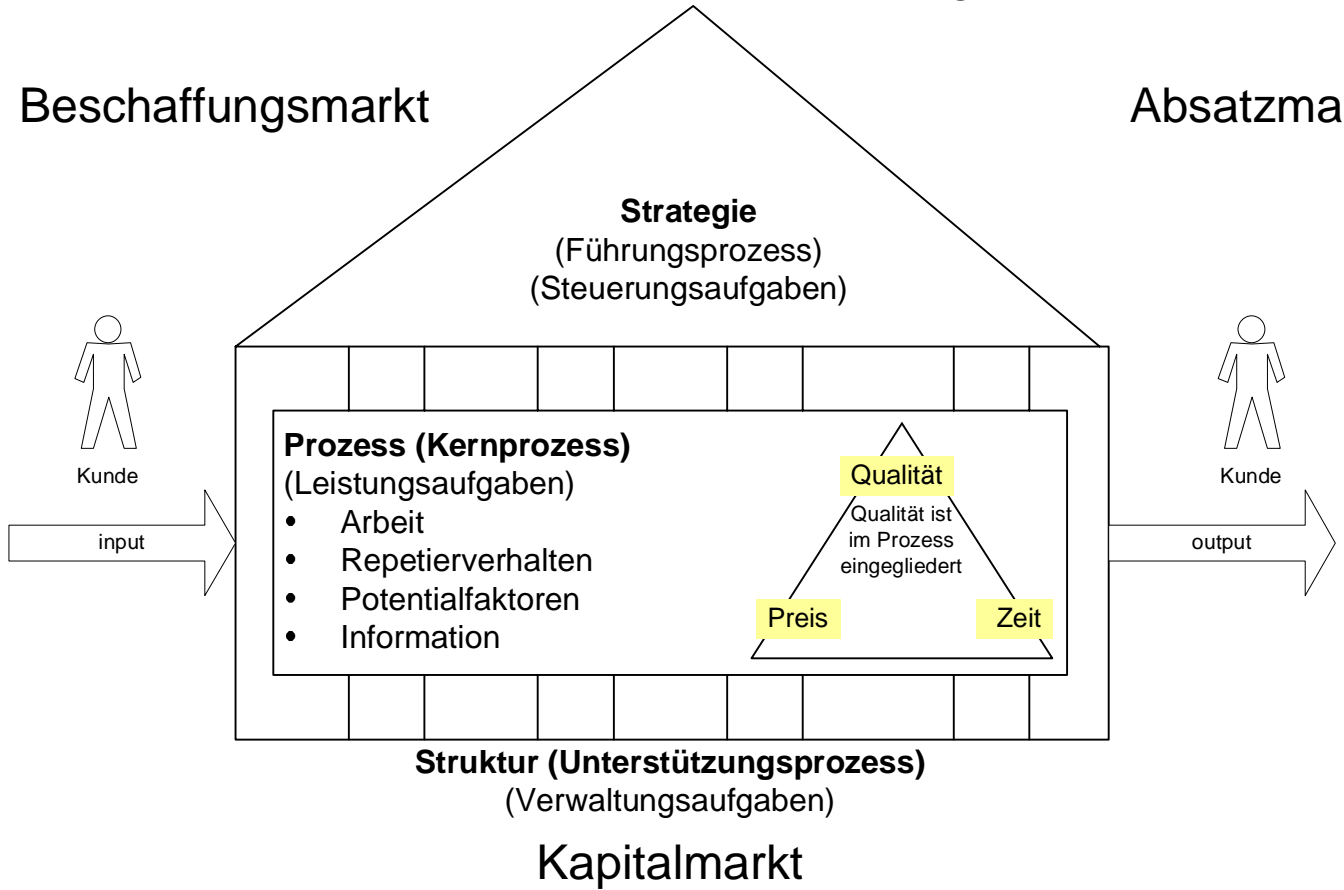 Beschaffungsmarkt
Absatzma
Strategie
(Führungsprozess)
(Steuerungsaufgaben)
Kunde
input
Prozess (Kernprozess)
(Leistungsaufgaben)
• Arbeit
• Repetierverhalten
• Potentialfaktoren
• Information
Qualität
Qualität ist
im Prozess
eingegliedert
Preis
Zeit
Kunde
output
Struktur (Unterstützungsprozess)
(Verwaltungsaufgaben)
Kapitalmarkt